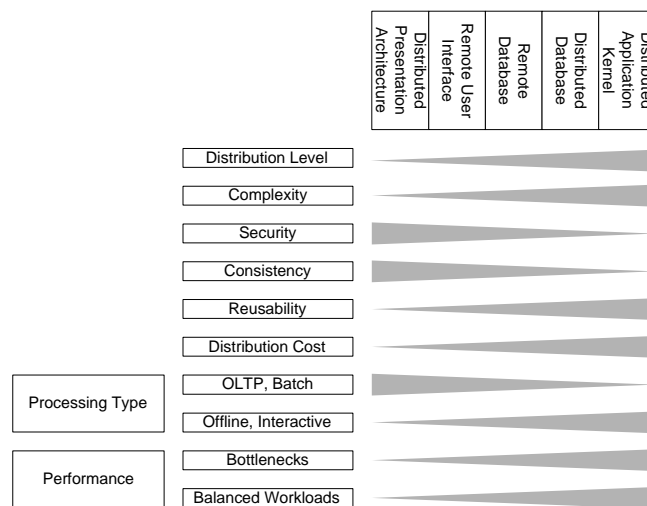 Distributed
Presentation
Architecture
Remote User
Interface
Remote
Database
Distributed
Database
Distributed
Application
Kernel
Distribution Level
Complexity
Security
Consistency
Reusability
Distribution Cost
Processing Type
OLTP, Batch
Offline, Interactive
Performance
Bottlenecks
Balanced Workloads